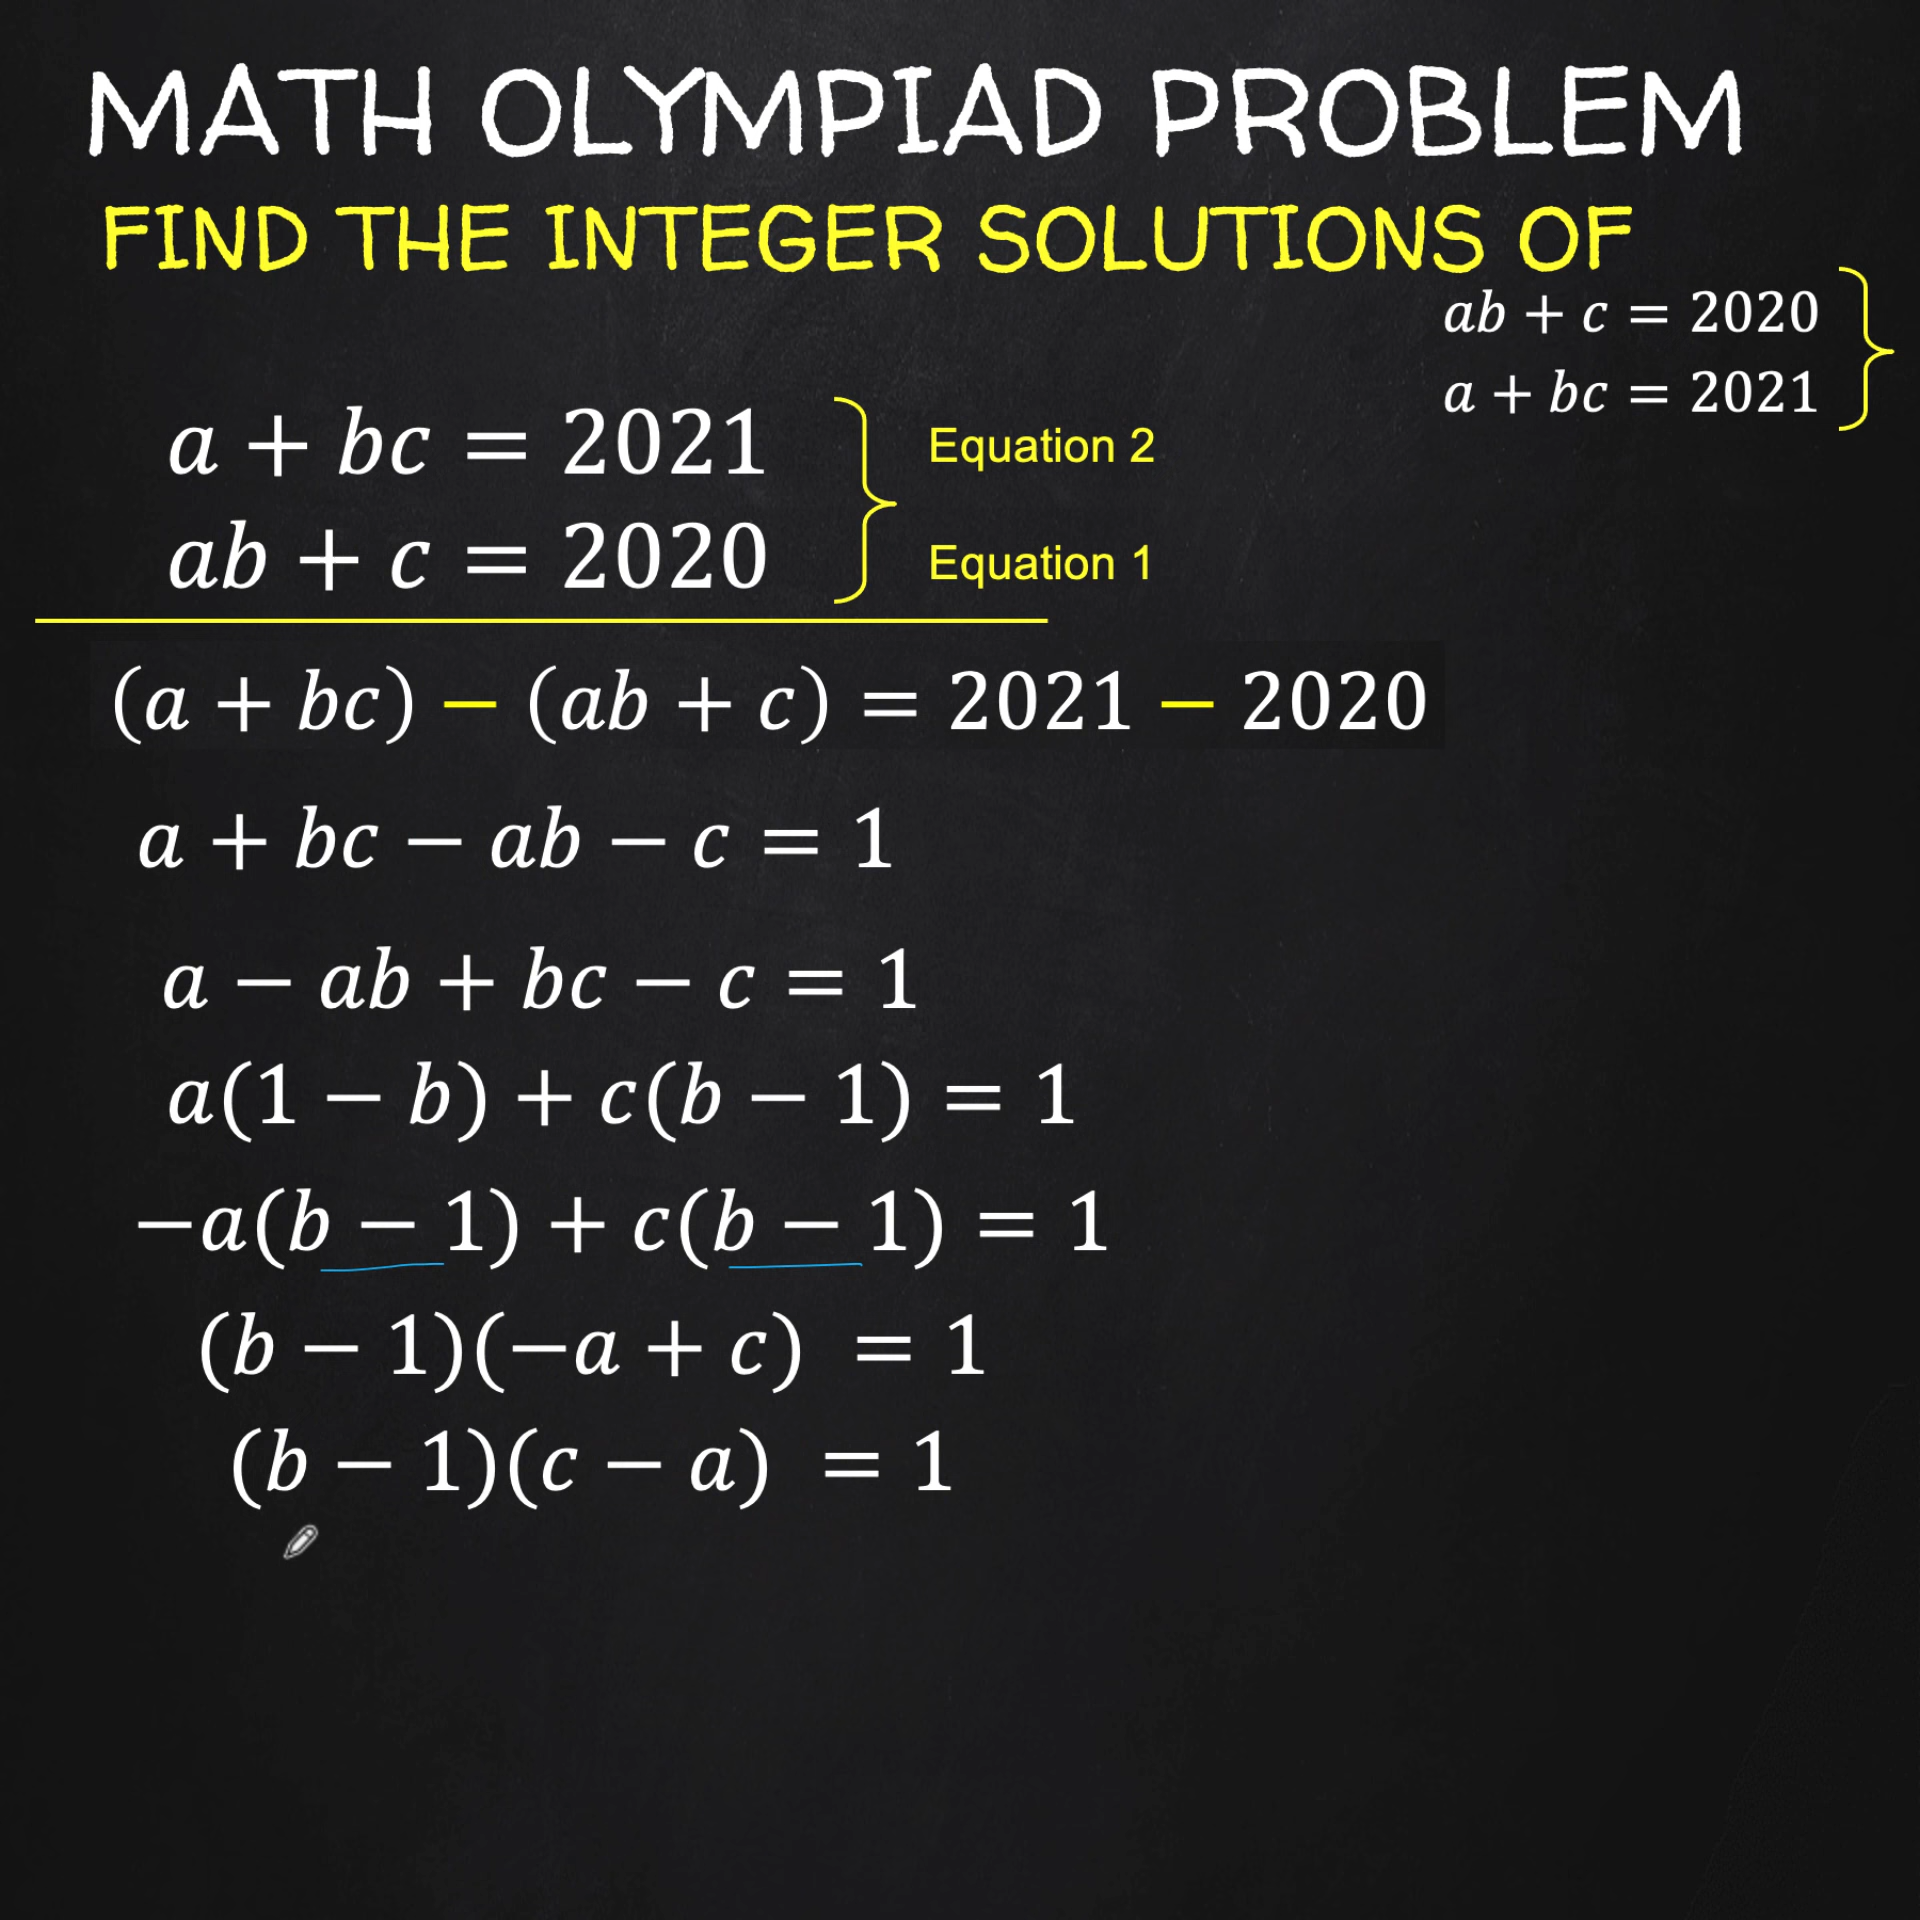 MATH OLYMPIAD PROBLEM
FIND THE INTEGER SOLUTIONS OF
ab + c = 2020
a + bc = 2021
a + bc = 2021 Equation 2
ab + c = 2020 Equation 1
(a + bc) − (ab + c) = 2021 − 2020
a + bc − ab − c = 1
a − ab + bc − c = 1
a(1 − b) + c(b − 1) = 1
−a(b − 1) + c(b − 1) = 1
(b − 1)(−a + c) = 1
(b − 1)(c − a) = 1